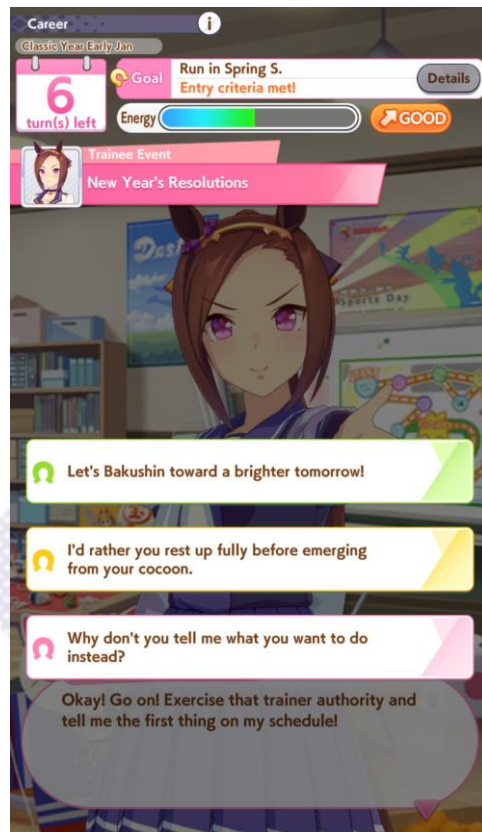 Career
i
Classic Year Early Jan
6
turn(s) left
Goal
Run in Spring S.
Entry criteria met!
Details
Energy
GOOD
Trainee Event
New Year's Resolutions
Dash
Sports Day
Let's Bakushin toward a brighter tomorrow!
I'd rather you rest up fully before emerging
from your cocoon.
Why don't you tell me what you want to do
instead?
Okay! Go on! Exercise that trainer authority and
tell me the first thing on my schedule!